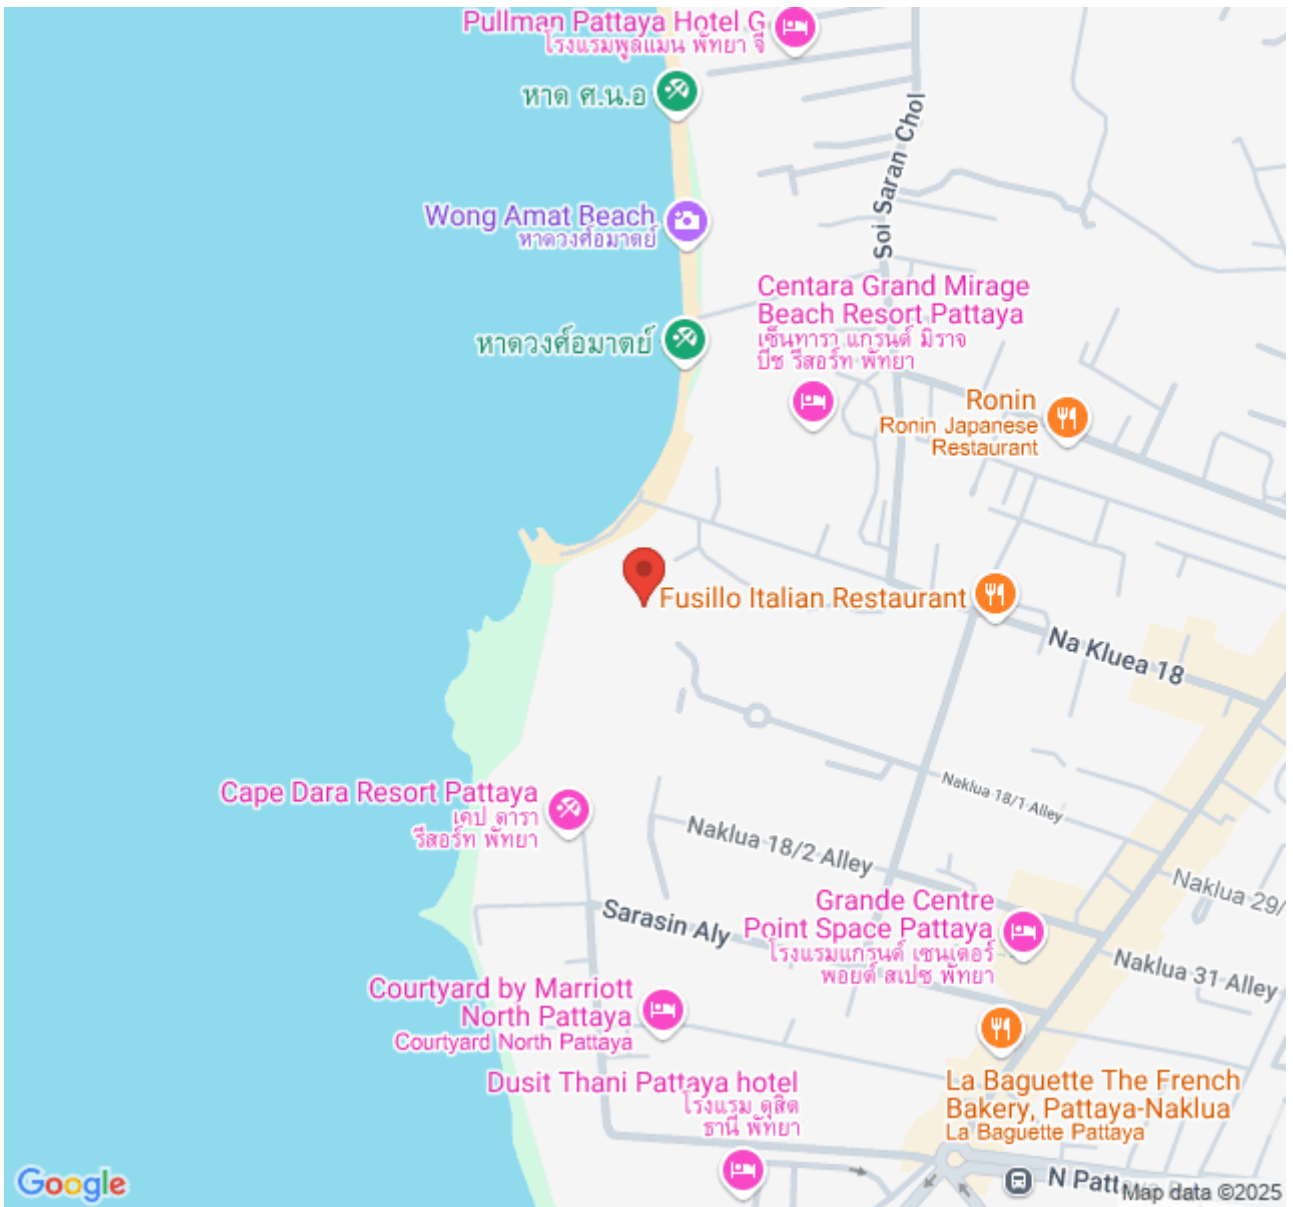 Pullman Pattaya Hotel G
โรงแรมพูลแมน พัทยา จี
หาด ศ.น.อ
Soi Saran Chol
Wong Amat Beach
หาดวงศ์อมาตย์
Centara Grand Mirage
Beach Resort Pattaya
เซ็นทารา แกรนด์ มิราจ
บีช รีสอร์ท พัทยา
หาดวงศ์อมาตย์
Ronin
Ronin Japanese
Restaurant
Fusillo Italian Restaurant
Na Kluea 18
Naklua 18/1 Alley
Cape Dara Resort Pattaya
เคป ดารา
รีสอร์ท พัทยา
Naklua 18/2 Alley
Naklua 29/
Grande Centre
Point Space Pattaya
โรงแรมแกรนด์ เซนเตอร์
พอยต์ สเปซ พัทยา
Sarasin Aly
Naklua 31 Alley
Courtyard by Marriott
North Pattaya
Courtyard North Pattaya
La Baguette The French
Bakery, Pattaya-Naklua
La Baguette Pattaya
Dusit Thani Pattaya hotel
โรงแรม ดุสิต
ธานี พัทยา
N Patt
Google
Map data ©2025